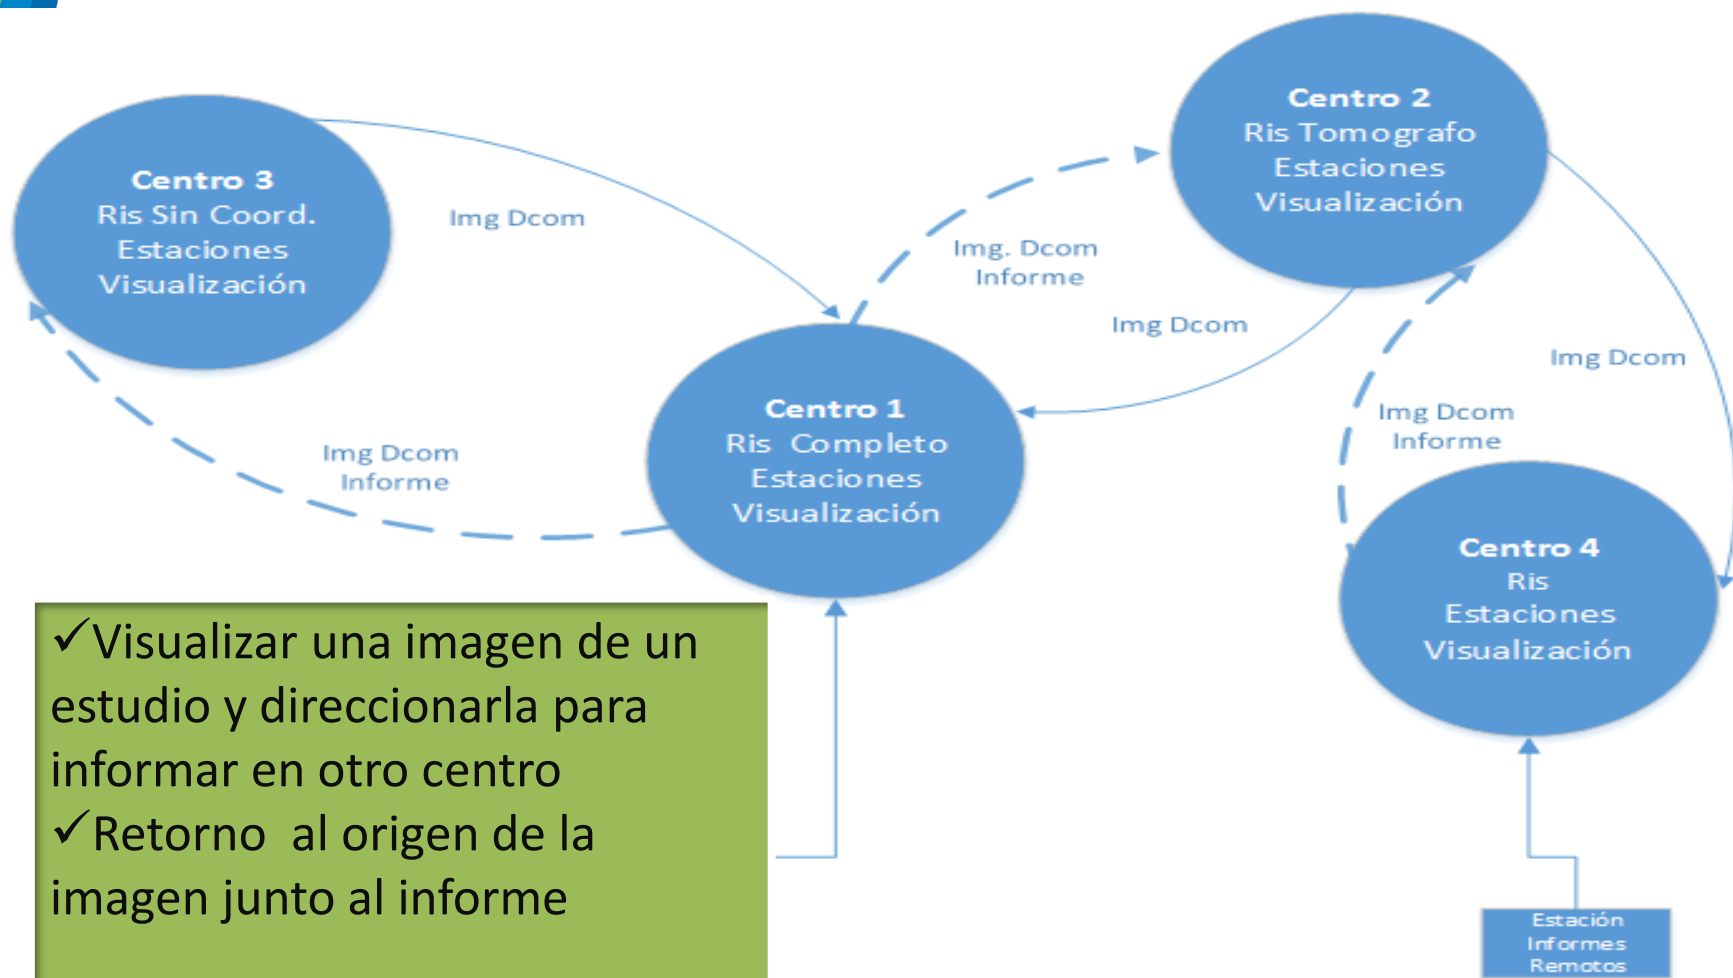 Centro 3
Ris Sin Coord.
Estaciones
Visualización
Img Dcom
Centro 2
Ris Tomografo
Estaciones
Visualización
Img. Dcom
Informe
Img Dcom
Img Dcom
Img Dcom
Informe
Centro 1
Ris Completo
Estaciones
Visualización
Img Dcom
Informe
Centro 4
Ris
Estaciones
Visualización
✓Visualizar una imagen de un
estudio y direccionarla para
informar en otro centro
✓Retorno al origen de la
imagen junto al informe
Estación
Informes
Remotos